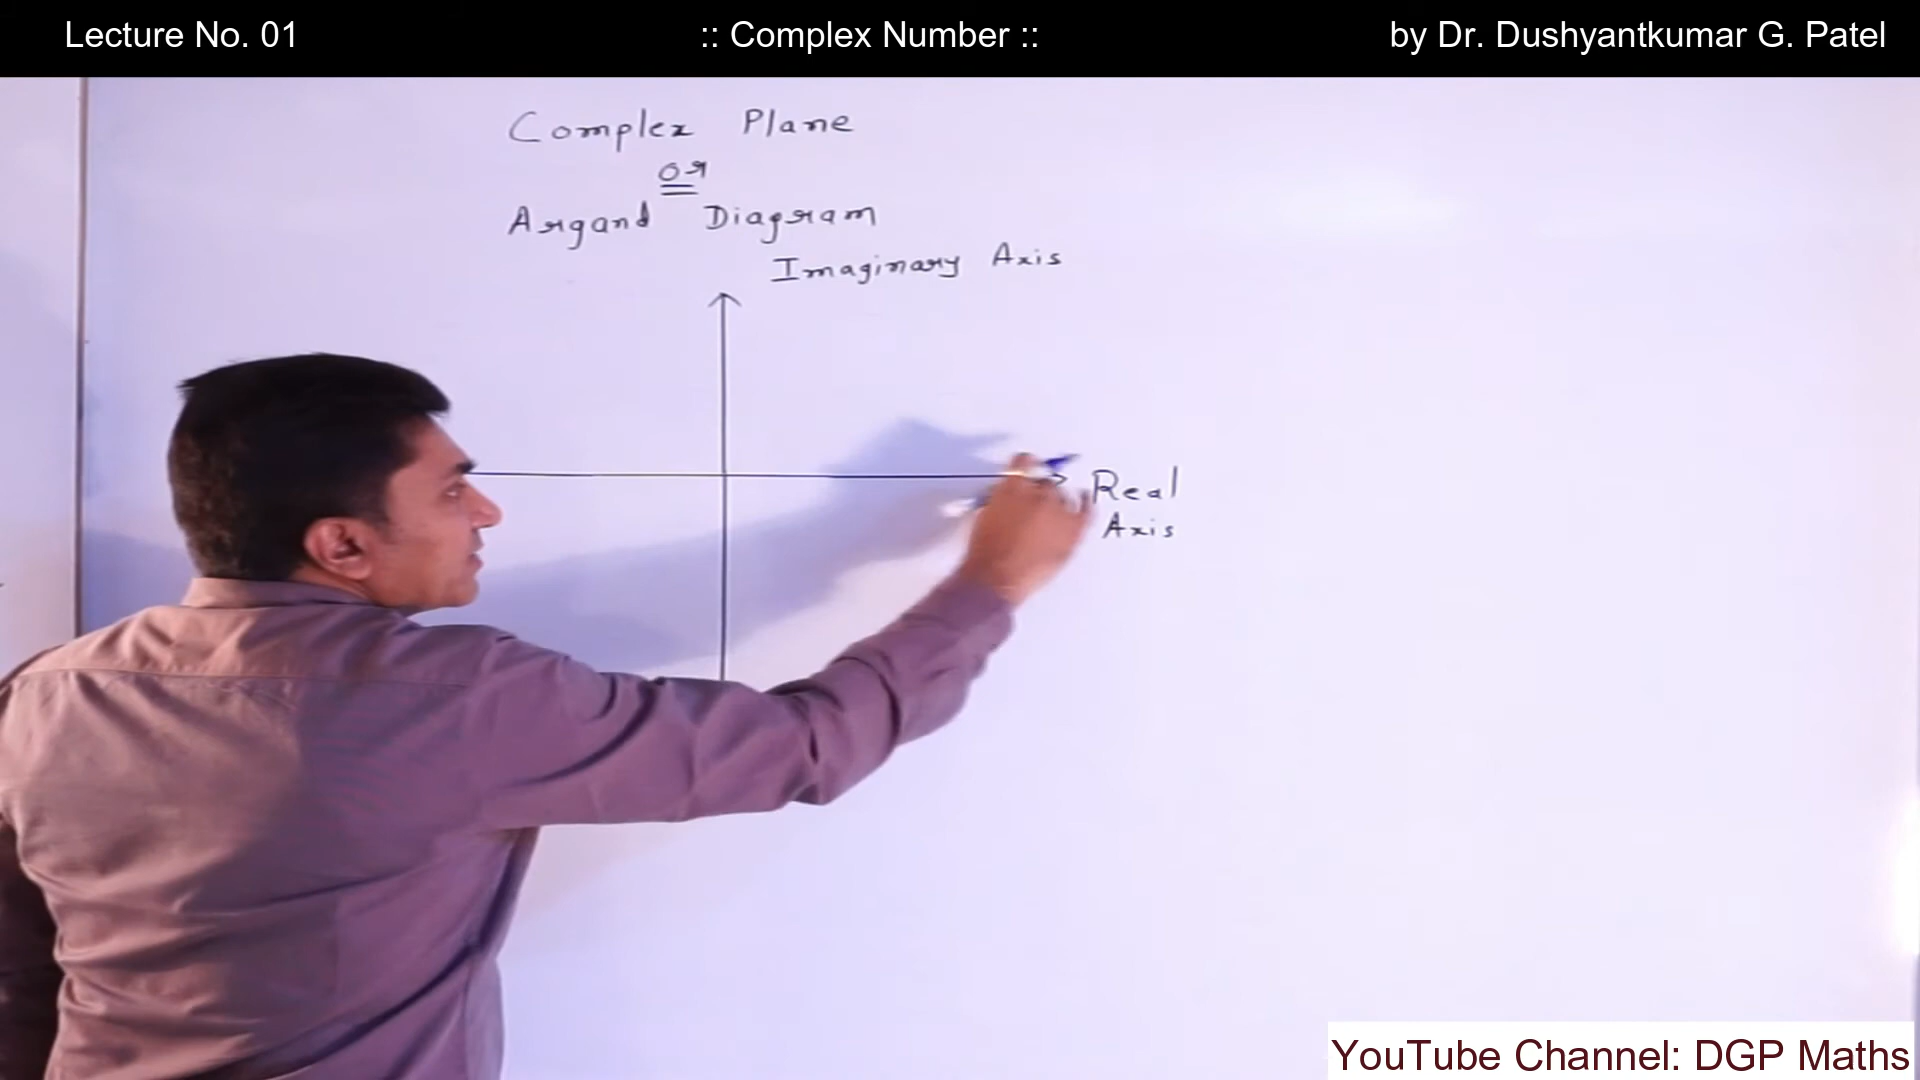 Lecture No. 01
:: Complex Number ::
by Dr. Dushyantkumar G. Patel
Complex Plane
or
Argand Diagram
Imaginary Axis
Real
Axis
YouTube Channel: DGP Maths